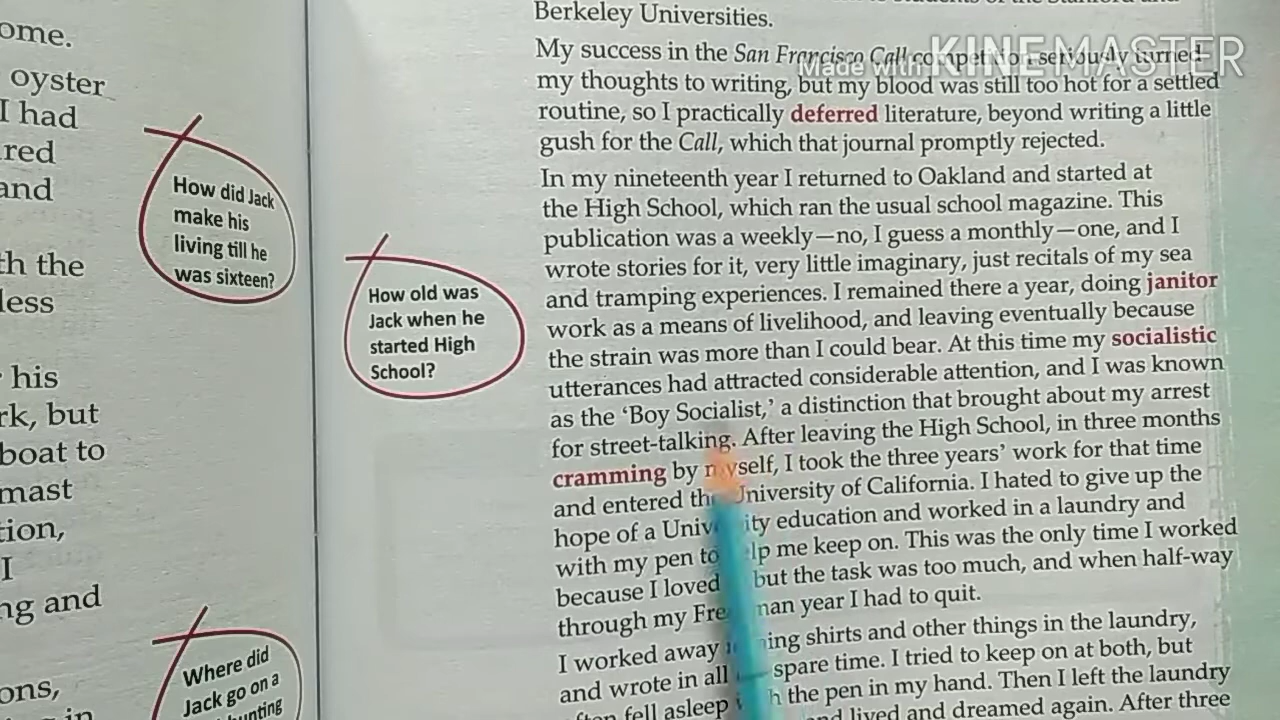 ome.
oyster
I had
red
and
th the
less
his
rk, but
boat to
mast
tion,
I
ng and
ons,
How did Jack
make his
living till he
was sixteen?
Where did
Jack go on a
hunting
How old was
Jack when he
started High
School?
Made with KINEMASTER
Berkeley Universities.
My success in the San Francisco Call competition seriously turned
my thoughts to writing, but my blood was still too hot for a settled
routine, so I practically deferred literature, beyond writing a little
gush for the Call, which that journal promptly rejected.
In my nineteenth year I returned to Oakland and started at
the High School, which ran the usual school magazine. This
publication was a weekly—no, I guess a monthly—one, and I
wrote stories for it, very little imaginary, just recitals of my sea
and tramping experiences. I remained there a year, doing janitor
work as a means of livelihood, and leaving eventually because
the strain was more than I could bear. At this time my socialistic
utterances had attracted considerable attention, and I was known
as the ‘Boy Socialist,’ a distinction that brought about my arrest
for street-talking. After leaving the High School, in three months
cramming by myself, I took the three years’ work for that time
and entered the University of California. I hated to give up the
hope of a University education and worked in a laundry and
with my pen to help me keep on. This was the only time I worked
because I loved but the task was too much, and when half-way
through my Freshman year I had to quit.
I worked away ironing shirts and other things in the laundry,
and wrote in all spare time. I tried to keep on at both, but
often fell asleep with the pen in my hand. Then I left the laundry
and lived and dreamed again. After three